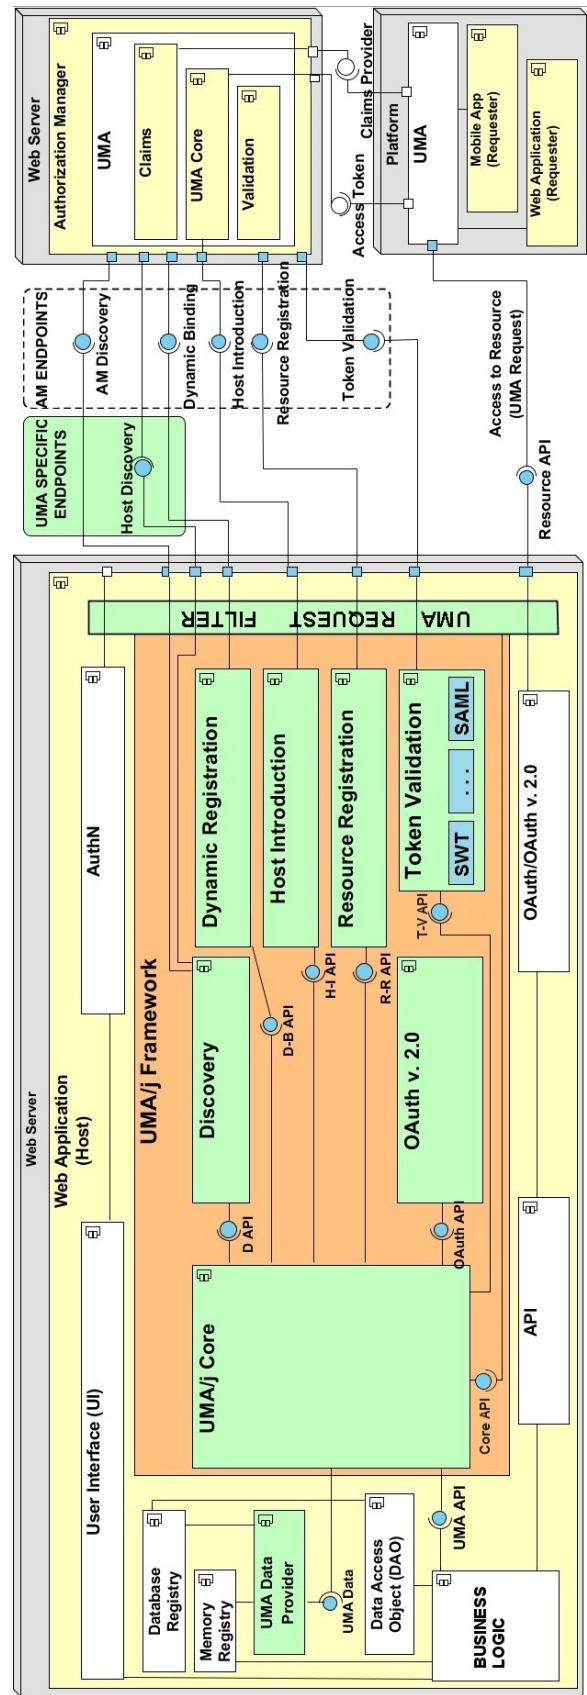 Web Server
Web Application
(Host)
User Interface (UI)
AuthN
Database
Registry
Memory
Registry
UMA Data
Provider
UMA Data
Data Access
Object (DAO)
UMA API
BUSINESS
LOGIC
UMA/j Framework
UMA/j Core
Core API
D API
Discovery
D-B API
Dynamic Registration
H-I API
Host Introduction
R-R API
Resource Registration
OAuth API
OAuth v. 2.0
T-V API
Token Validation
SWT
. . .
SAML
API
OAuth/OAuth v. 2.0
UMA REQUEST FILTER
UMA SPECIFIC
ENDPOINTS
Host Discovery
AM ENDPOINTS
AM Discovery
Dynamic Binding
Host Introduction
Resource Registration
Token Validation
Access to Resource
(UMA Request)
Resource API
Web Server
Authorization Manager
UMA
Claims
UMA Core
Validation
Claims Provider
Access Token
Platform
UMA
Mobile App
(Requester)
Web Application
(Requester)